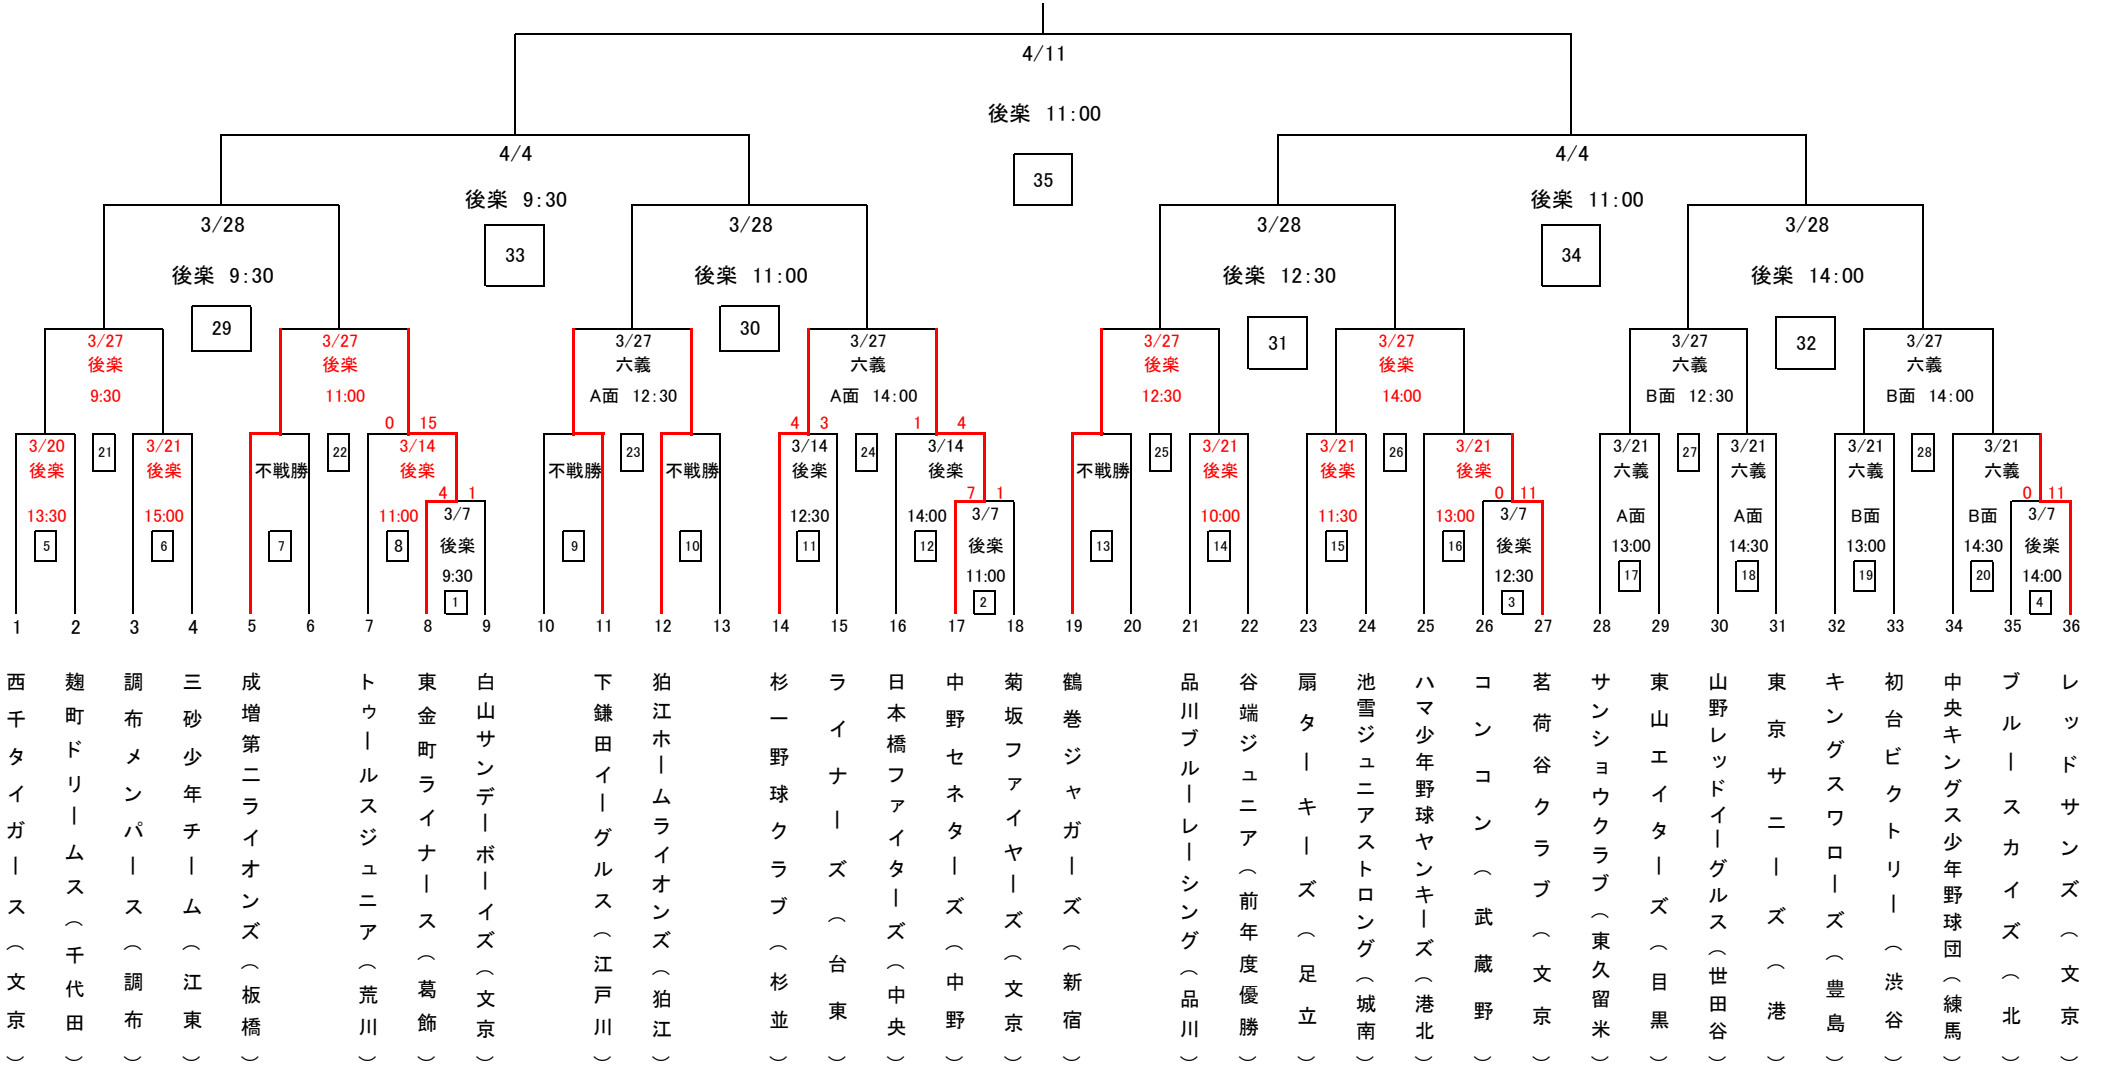 4/11
後楽 11:00
35
4/4
後楽 9:30
33
4/4
後楽 11:00
34
3/28
後楽 9:30
29
3/28
後楽 11:00
30
3/28
後楽 12:30
31
3/28
後楽 14:00
32
3/27
後楽
9:30
3/27
後楽
11:00
3/27
六義
A面 12:30
3/27
六義
A面 14:00
3/27
後楽
12:30
3/27
後楽
14:00
3/27
六義
B面 12:30
3/27
六義
B面 14:00
21
22
23
24
25
26
27
28
3/20
後楽
13:30
5
3/21
後楽
15:00
6
不戦勝
7
0 15
3/14
後楽
11:00
8
4 1
3/7
後楽
9:30
1
不戦勝
9
不戦勝
10
4 3
3/14
後楽
12:30
11
1 4
3/14
後楽
14:00
12
7 1
3/7
後楽
11:00
2
不戦勝
13
3/21
後楽
10:00
14
3/21
後楽
11:30
15
3/21
後楽
13:00
16
0 11
3/7
後楽
12:30
3
3/21
六義
A面
13:00
17
3/21
六義
A面
14:30
18
3/21
六義
B面
13:00
19
3/21
六義
B面
14:30
20
0 11
3/7
後楽
14:00
4
1 2 3 4 5 6 7 8 9 10 11 12 13 14 15 16 17 18 19 20 21 22 23 24 25 26 27 28 29 30 31 32 33 34 35 36
西千タイガース（文京）
麹町ドリームス（千代田）
調布メンパース（調布）
三砂少年チーム（江東）
成増第二ライオンズ（板橋）
トゥールスジュニア（荒川）
東金町ライナース（葛飾）
白山サンデーボーイズ（文京）
下鎌田イーグルス（江戸川）
狛江ホームライオンズ（狛江）
杉一野球クラブ（杉並）
ライナーズ（台東）
日本橋ファイターズ（中央）
中野セネターズ（中野）
菊坂ファイヤーズ（文京）
鶴巻ジャガーズ（新宿）
品川ブルーレーシング（品川）
谷端ジュニア（前年度優勝）
扇ターキーズ（足立）
池雪ジュニアストロング（城南）
ハマ少年野球ヤンキーズ（港北）
コンコン（武蔵野）
茗荷谷クラブ（文京）
サンショウクラブ（東久留米）
東山エイターズ（目黒）
山野レッドイーグルス（世田谷）
東京サニーズ（港）
キングスワローズ（豊島）
初台ビクトリー（渋谷）
中央キングス少年野球団（練馬）
ブルースカイズ（北）
レッドサンズ（文京）